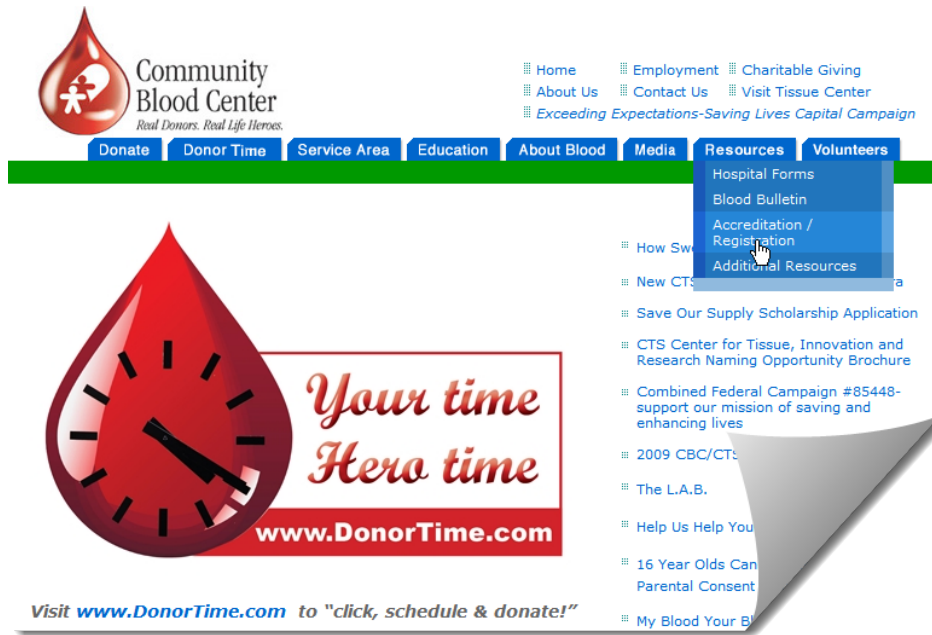 Community
Blood Center
Real Donors. Real Life Heroes.
Home
Employment
Charitable Giving
About Us
Contact Us
Visit Tissue Center
Exceeding Expectations-Saving Lives Capital Campaign
Donate
Donor Time
Service Area
Education
About Blood
Media
Resources
Volunteers
Hospital Forms
Blood Bulletin
Accreditation /
Registration
Additional Resources
How
New
Save Our Supply Scholarship Application
CTS Center for Tissue, Innovation and
Research Naming Opportunity Brochure
Combined Federal Campaign #85448-
support our mission of saving and
enhancing lives
2009 CBC/CTS
The L.A.B.
Help Us Help You
16 Year Olds Can
Parental Consent
My Blood Your
Your time
Hero time
www.DonorTime.com
Visit www.DonorTime.com to “click, schedule & donate!”